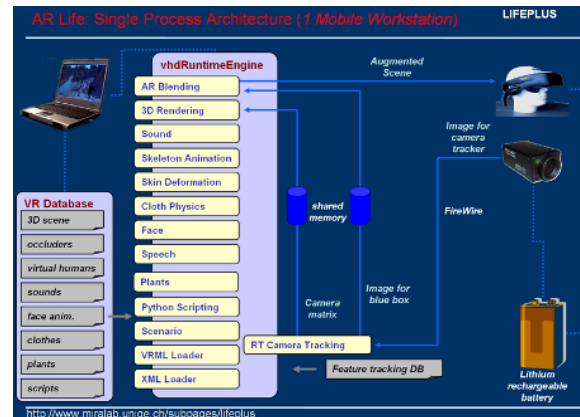 AR Life: Single Process Architecture (1 Mobile Workstation)
LIFEPLUS
vhdRuntimeEngine
AR Blending
3D Rendering
Sound
Skeleton Animation
Skin Deformation
Cloth Physics
Face
Speech
Plants
Python Scripting
Scenario
VRML Loader
XML Loader
RT Camera Tracking
VR Database
3D scene
occluders
virtual humans
sounds
face anim.
clothes
plants
scripts
Augmented
Scene
Image for
camera
tracker
FireWire
shared
memory
Camera
matrix
Image for
blue box
Feature tracking DB
Lithium
rechargeable
battery
http://www.miralab.unige.ch/subpages/lifeplus